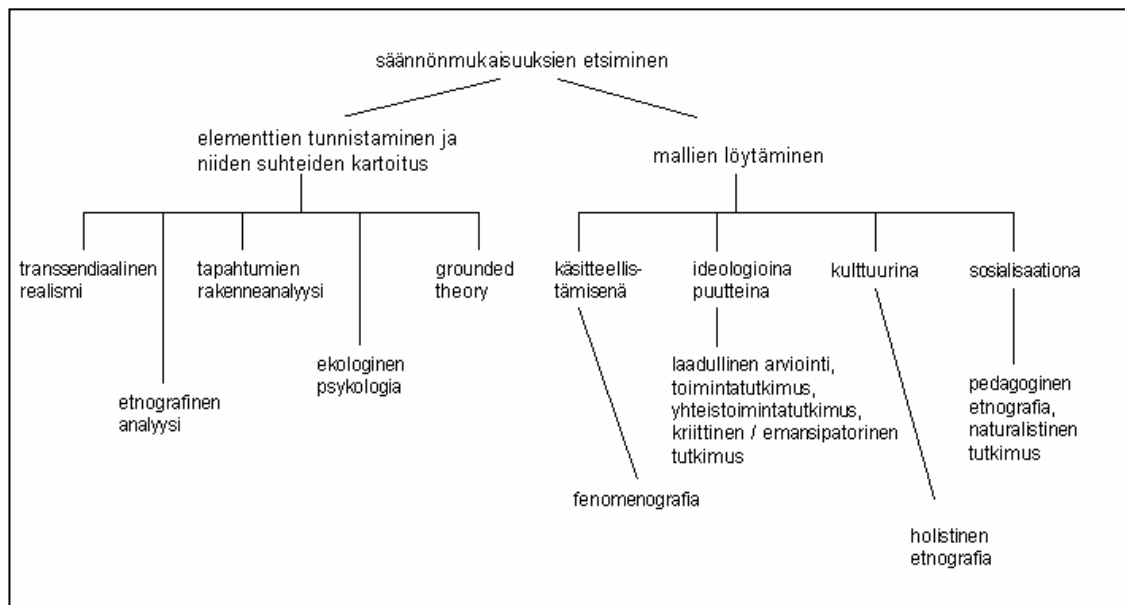 säännönmukaisuuksien etsiminen
elementtien tunnistaminen ja
niiden suhteiden kartoitus
mallien löytäminen
transsendiaalinen
realismi
tapahtumien
rakenneanalyysi
grounded
theory
käsitteellis-
tämisenä
ideologioina
puutteina
kulttuurina
sosialisaationa
etnografinen
analyysi
ekologinen
psykologia
laadullinen arviointi,
toimintatutkimus,
yhteistoimintatutkimus,
kriittinen / emansipatorinen
tutkimus
pedagoginen
etnografia,
naturalistinen
tutkimus
fenomenografia
holistinen
etnografia